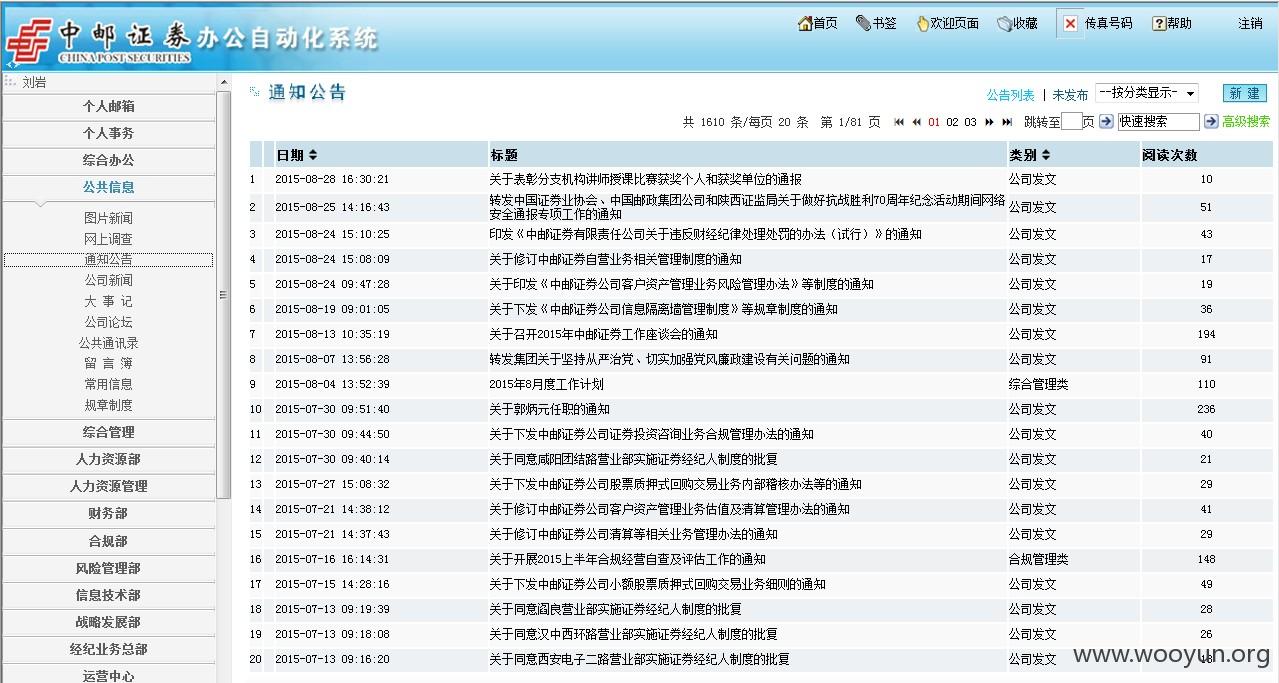 中邮证券办公自动化系统
CHINA POST SECURITIES
首页 书签 欢迎页面 收藏 传真号码 帮助 注销
刘岩
个人邮箱
个人事务
综合办公
公共信息
图片新闻
网上调查
通知公告
公司新闻
大 事 记
公司论坛
公共通讯录
留 言 簿
常用信息
规章制度
综合管理
人力资源部
人力资源管理
财务部
合规部
风险管理部
信息技术部
战略发展部
经纪业务总部
运营中心
通知公告
公告列表 | 未发布 --按分类显示- 新 建
共 1610 条/每页 20 条 第 1/81 页 01 02 03 跳转至 页 快速搜索 高级搜索
日期 标题 类别 阅读次数
1 2015-08-28 16:30:21 关于表彰分支机构讲师授课比赛获奖个人和获奖单位的通报 公司发文 10
2 2015-08-25 14:16:43 转发中国证券业协会、中国邮政集团公司和陕西证监局关于做好抗战胜利70周年纪念活动期间网络
安全通报专项工作的通知 公司发文 51
3 2015-08-24 15:10:25 印发《中邮证券有限责任公司关于违反财经纪律处理处罚的办法（试行）》的通知 公司发文 43
4 2015-08-24 15:08:09 关于修订中邮证券自营业务相关管理制度的通知 公司发文 17
5 2015-08-24 09:47:28 关于印发《中邮证券公司客户资产管理业务风险管理办法》等制度的通知 公司发文 19
6 2015-08-19 09:01:05 关于下发《中邮证券公司信息隔离墙管理制度》等规章制度的通知 公司发文 36
7 2015-08-13 10:35:19 关于召开2015年中邮证券工作座谈会的通知 公司发文 194
8 2015-08-07 13:56:28 转发集团关于坚持从严治党、切实加强党风廉政建设有关问题的通知 公司发文 91
9 2015-08-04 13:52:39 2015年8月度工作计划 综合管理类 110
10 2015-07-30 09:51:40 关于郭炳元任职的通知 公司发文 236
11 2015-07-30 09:44:50 关于下发中邮证券公司证券投资咨询业务合规管理办法的通知 公司发文 40
12 2015-07-30 09:40:14 关于同意咸阳团结路营业部实施证券经纪人制度的批复 公司发文 21
13 2015-07-27 15:08:32 关于下发中邮证券公司股票质押式回购交易业务内部稽核办法等的通知 公司发文 29
14 2015-07-21 14:38:12 关于修订中邮证券公司客户资产管理业务估值及清算管理办法的通知 公司发文 41
15 2015-07-21 14:37:43 关于修订中邮证券公司清算等相关业务管理办法的通知 公司发文 29
16 2015-07-16 16:14:31 关于开展2015上半年合规经营自查及评估工作的通知 合规管理类 148
17 2015-07-15 14:28:16 关于下发中邮证券公司小额股票质押式回购交易业务细则的通知 公司发文 49
18 2015-07-13 09:19:39 关于同意阎良营业部实施证券经纪人制度的批复 公司发文 28
19 2015-07-13 09:18:08 关于同意汉中西环路营业部实施证券经纪人制度的批复 公司发文 26
20 2015-07-13 09:16:20 关于同意西安电子二路营业部实施证券经纪人制度的批复 公司发文
www.wooyun.org